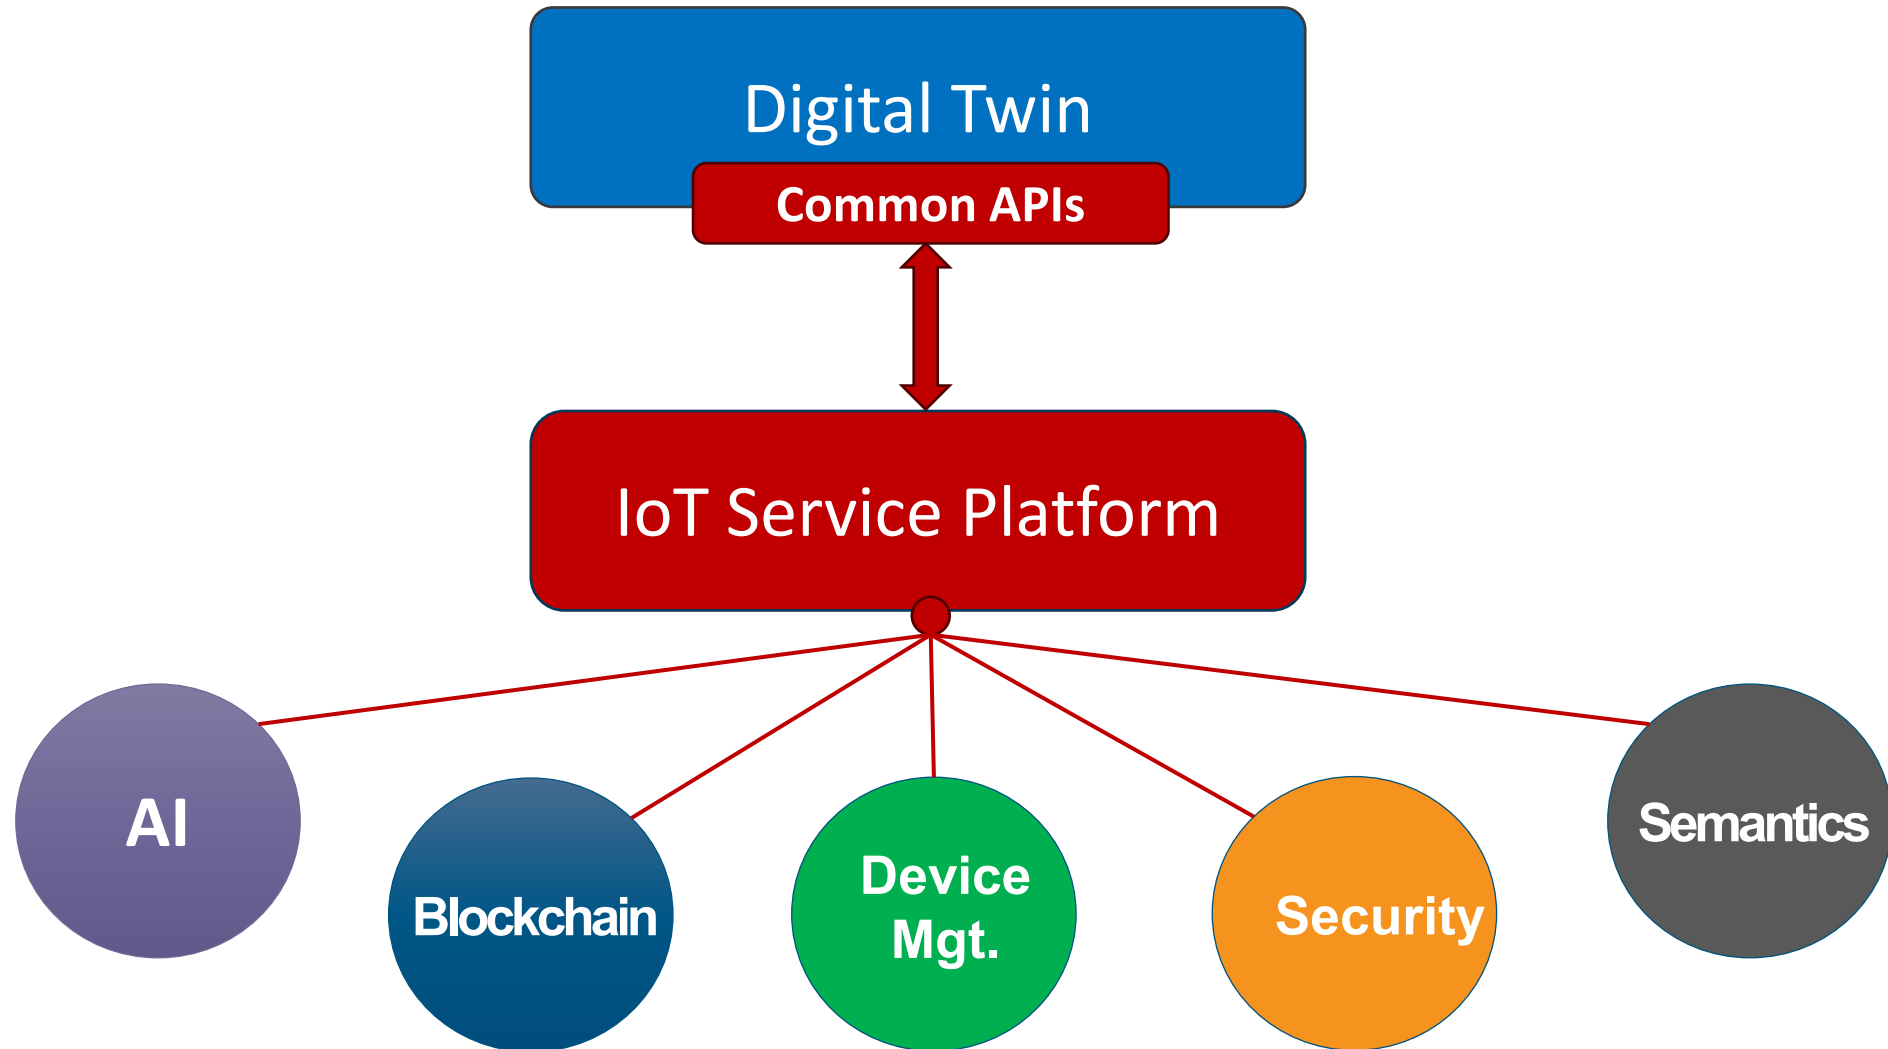 Digital Twin
Common APIs
IoT Service Platform
AI
Blockchain
Device
Mgt.
Security
Semantics